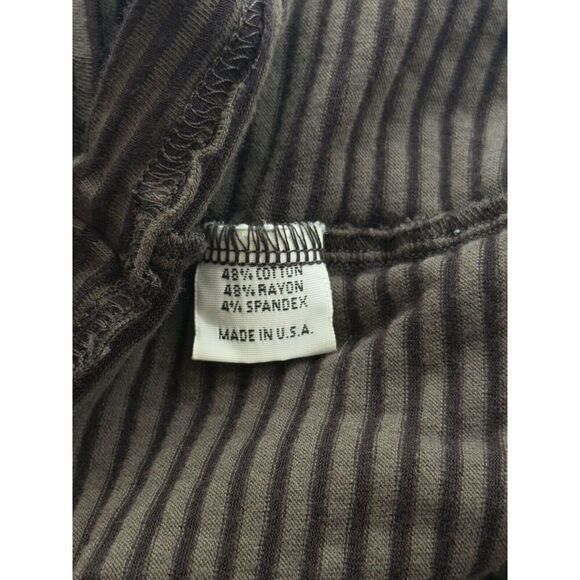 48% COTTON
48% RAYON
4% SPANDEX
MADE IN U.S.A.